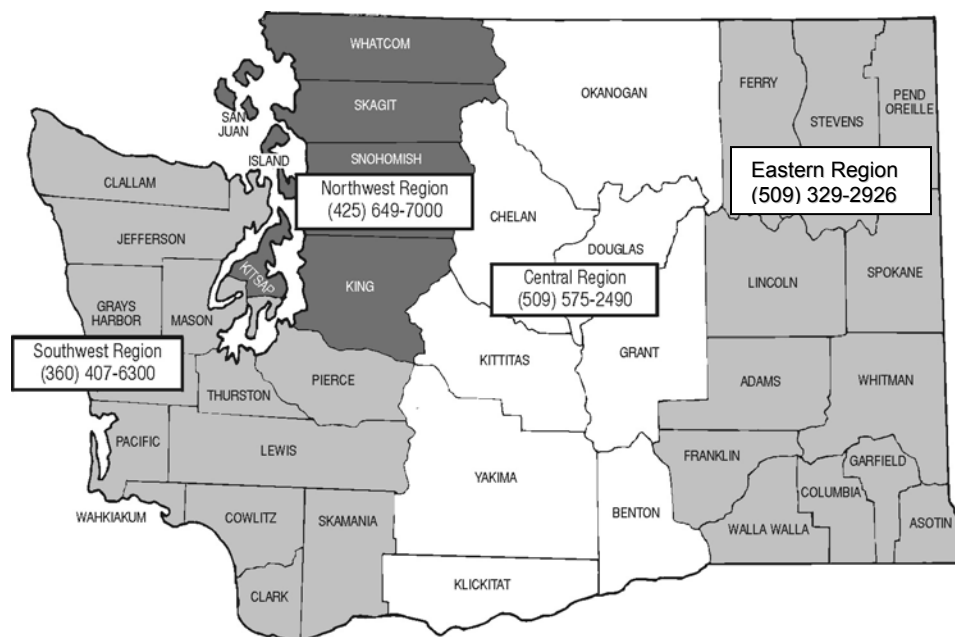 WHATCOM
OKANOGAN
FERRY
PEND
OREILLE
SKAGIT
SAN
JUAN
STEVENS
ISLAND
SNOHOMISH
Eastern Region
(509) 329-2926
CLALLAM
Northwest Region
(425) 649-7000
CHELAN
JEFFERSON
DOUGLAS
KITSAP
KING
Central Region
(509) 575-2490
LINCOLN
SPOKANE
GRAYS
HARBOR
MASON
Southwest Region
(360) 407-6300
KITTITAS
GRANT
PIERCE
ADAMS
WHITMAN
THURSTON
PACIFIC
LEWIS
YAKIMA
FRANKLIN
GARFIELD
COLUMBIA
WAHKIAKUM
COWLITZ
SKAMANIA
BENTON
WALLA WALLA
ASOTIN
KLICKITAT
CLARK